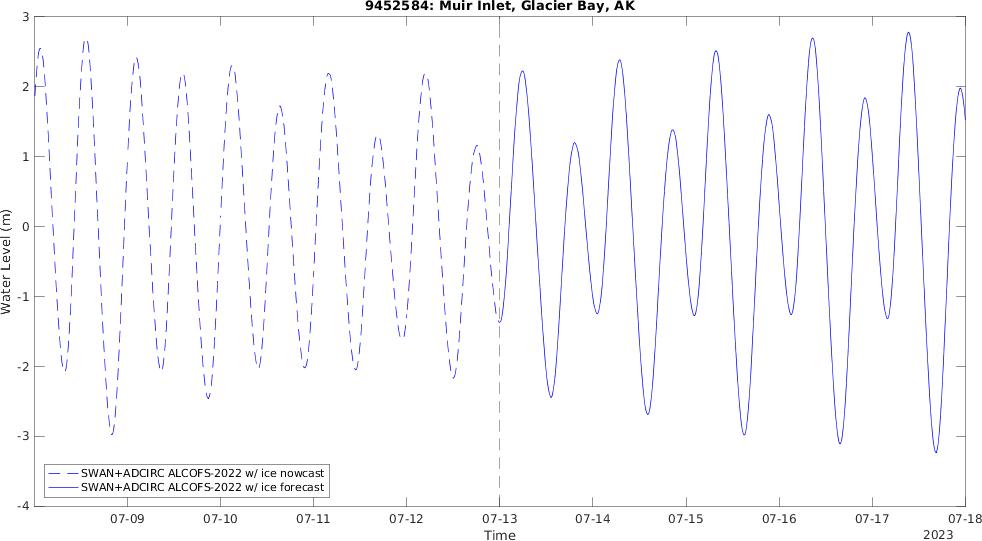 9452584: Muir Inlet, Glacier Bay, AK
3
2
1
0
-1
-2
-3
-4
Water Level (m)
SWAN+ADCIRC ALCOFS-2022 w/ ice nowcast
SWAN+ADCIRC ALCOFS-2022 w/ ice forecast
07-09 07-10 07-11 07-12 07-13 07-14 07-15 07-16 07-17 07-18
Time
2023